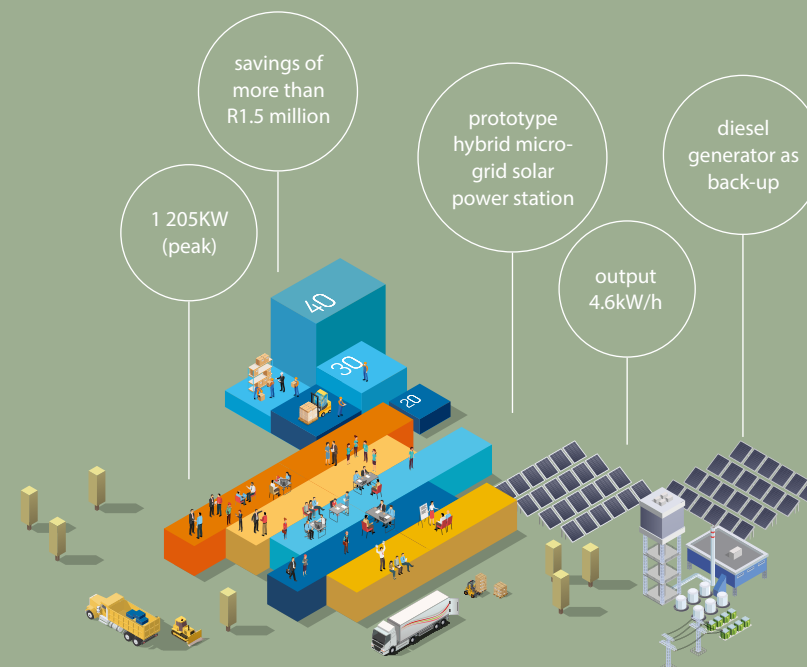 savings of
more than
R1.5 million
1 205KW
(peak)
prototype
hybrid micro-
grid solar
power station
output
4.6kW/h
diesel
generator as
back-up
40
30
20